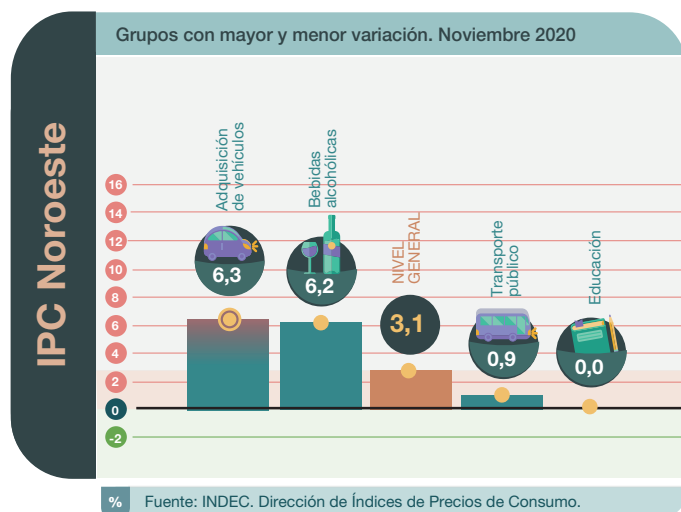 Grupos con mayor y menor variación. Noviembre 2020
IPC Noroeste
16
14
12
10
8
6
4
2
0
-2
Adquisición
de vehículos
6,3
Bebidas
alcohólicas
6,2
NIVEL
GENERAL
3,1
Transporte
público
0,9
Educación
0,0
% Fuente: INDEC. Dirección de Índices de Precios de Consumo.